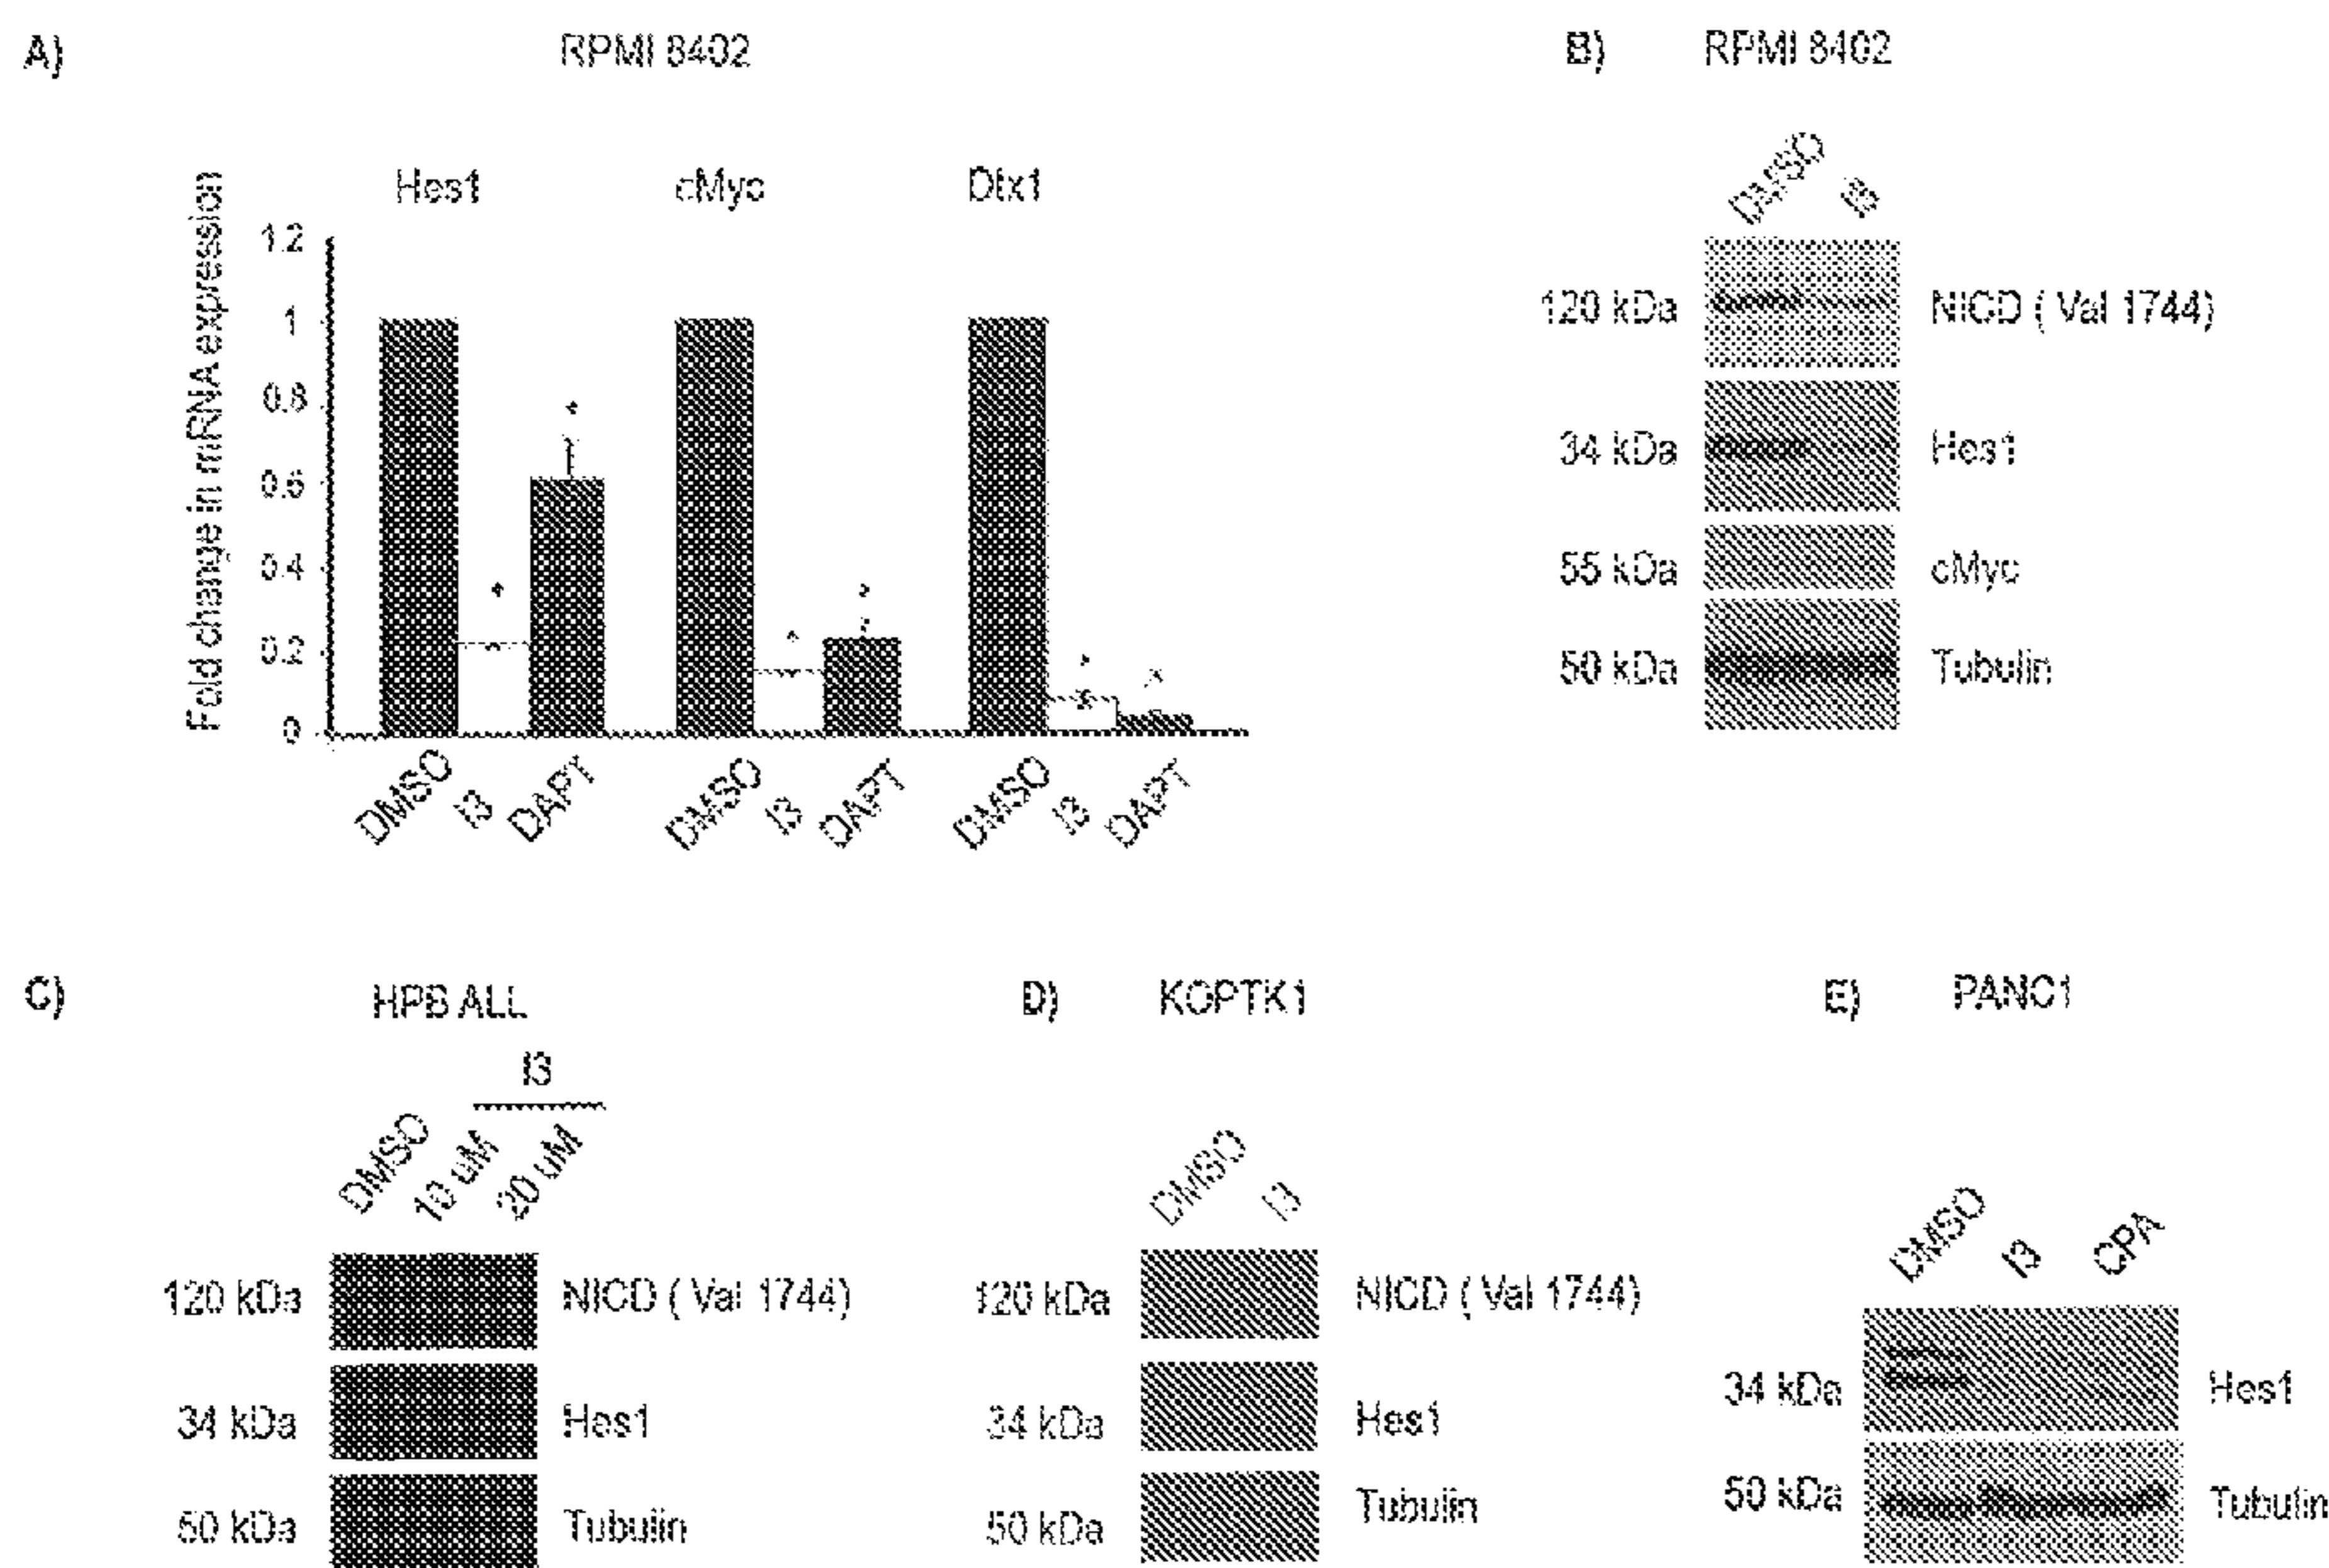 A)
RPMI 8402
Hes1 cMyc Dtx1
Fold change in mRNA expression
1.2
1
0.8
0.6
0.4
0.2
0
DMSO I3 DAPT DMSO I3 DAPT DMSO I3 DAPT
B)
RPMI 8402
DMSO I3
120 kDa NICD ( Val 1744)
34 kDa Hes1
55 kDa cMyc
50 kDa Tubulin
C)
HPB ALL
I3
DMSO 10 uM 20 uM
120 kDa NICD ( Val 1744)
34 kDa Hes1
50 kDa Tubulin
D)
KOPTK1
DMSO I3
120 kDa NICD ( Val 1744)
34 kDa Hes1
50 kDa Tubulin
E)
PANC1
DMSO I3 CPA
34 kDa Hes1
50 kDa Tubulin